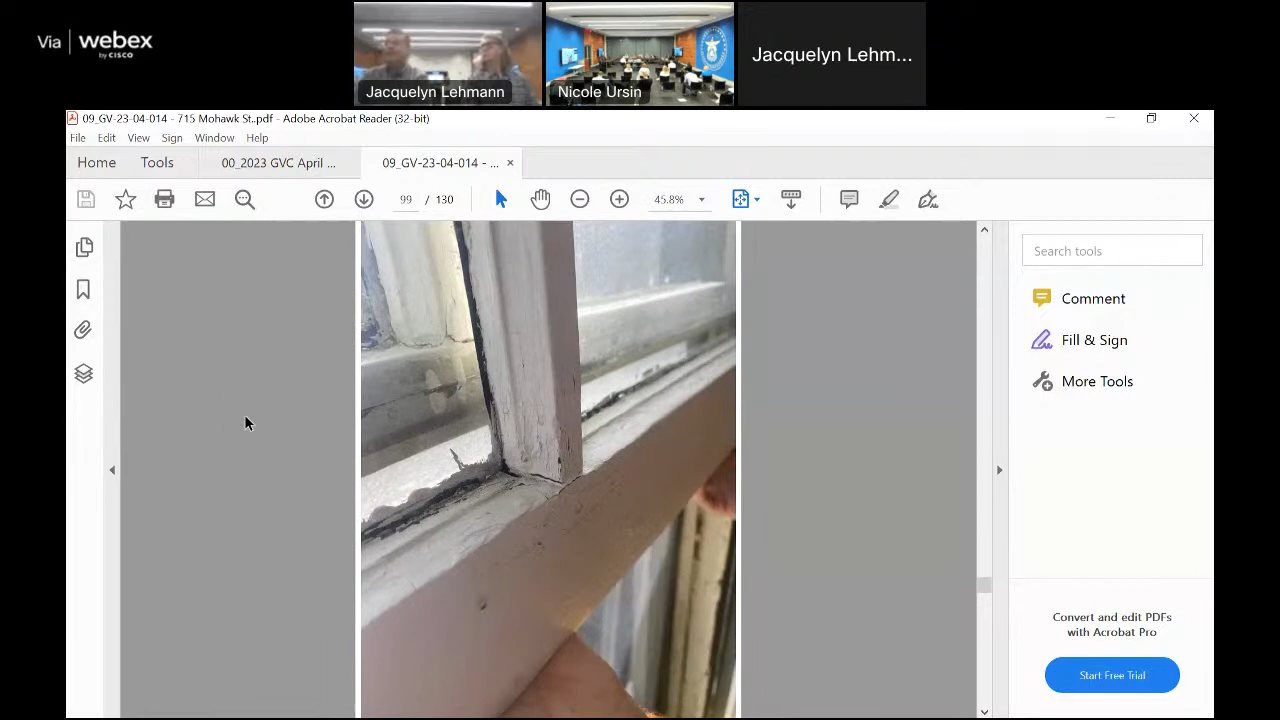 Via | webex
by CISCO
Jacquelyn Lehmann
Nicole Ursin
Jacquelyn Lehm...
09_GV-23-04-014 - 715 Mohawk St..pdf - Adobe Acrobat Reader (32-bit)
File Edit View Sign Window Help
Home Tools 00_2023 GVC April ... 09_GV-23-04-014 - ... ×
99 / 130 45.8%
Search tools
Comment
Fill & Sign
More Tools
Convert and edit PDFs
with Acrobat Pro
Start Free Trial